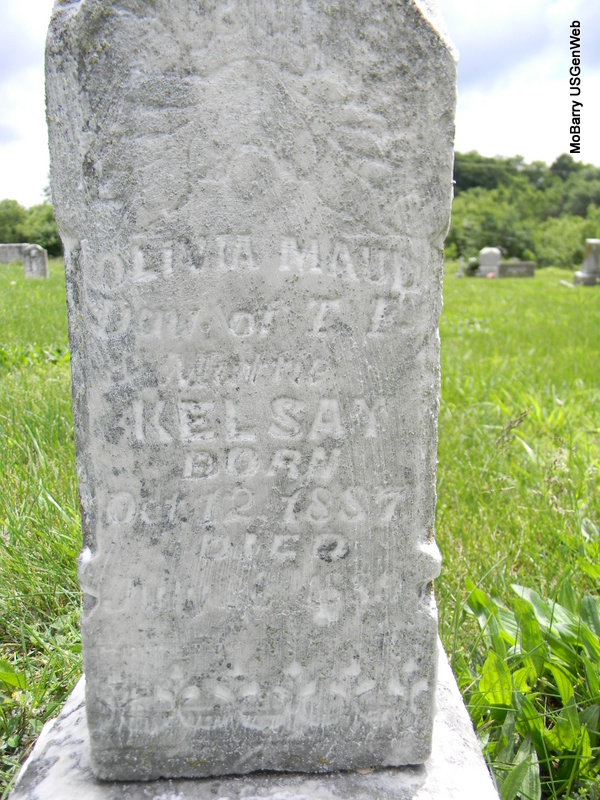 OLIVIA MAUD
Dau. of T. F.
KELSAY
BORN
Oct 12 1887
DIED
MoBarry USGenWeb